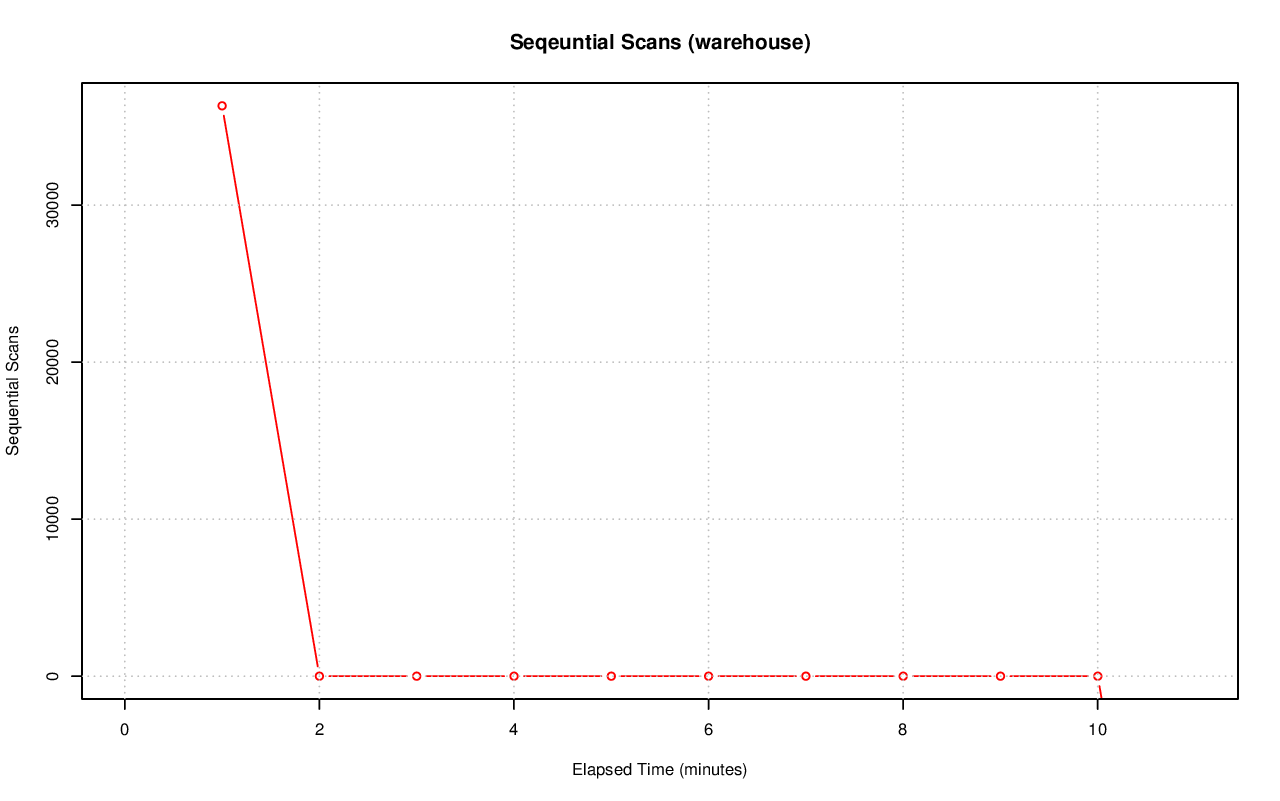 Seqeuntial Scans (warehouse)
Sequential Scans
30000
20000
10000
0
0 2 4 6 8 10
Elapsed Time (minutes)